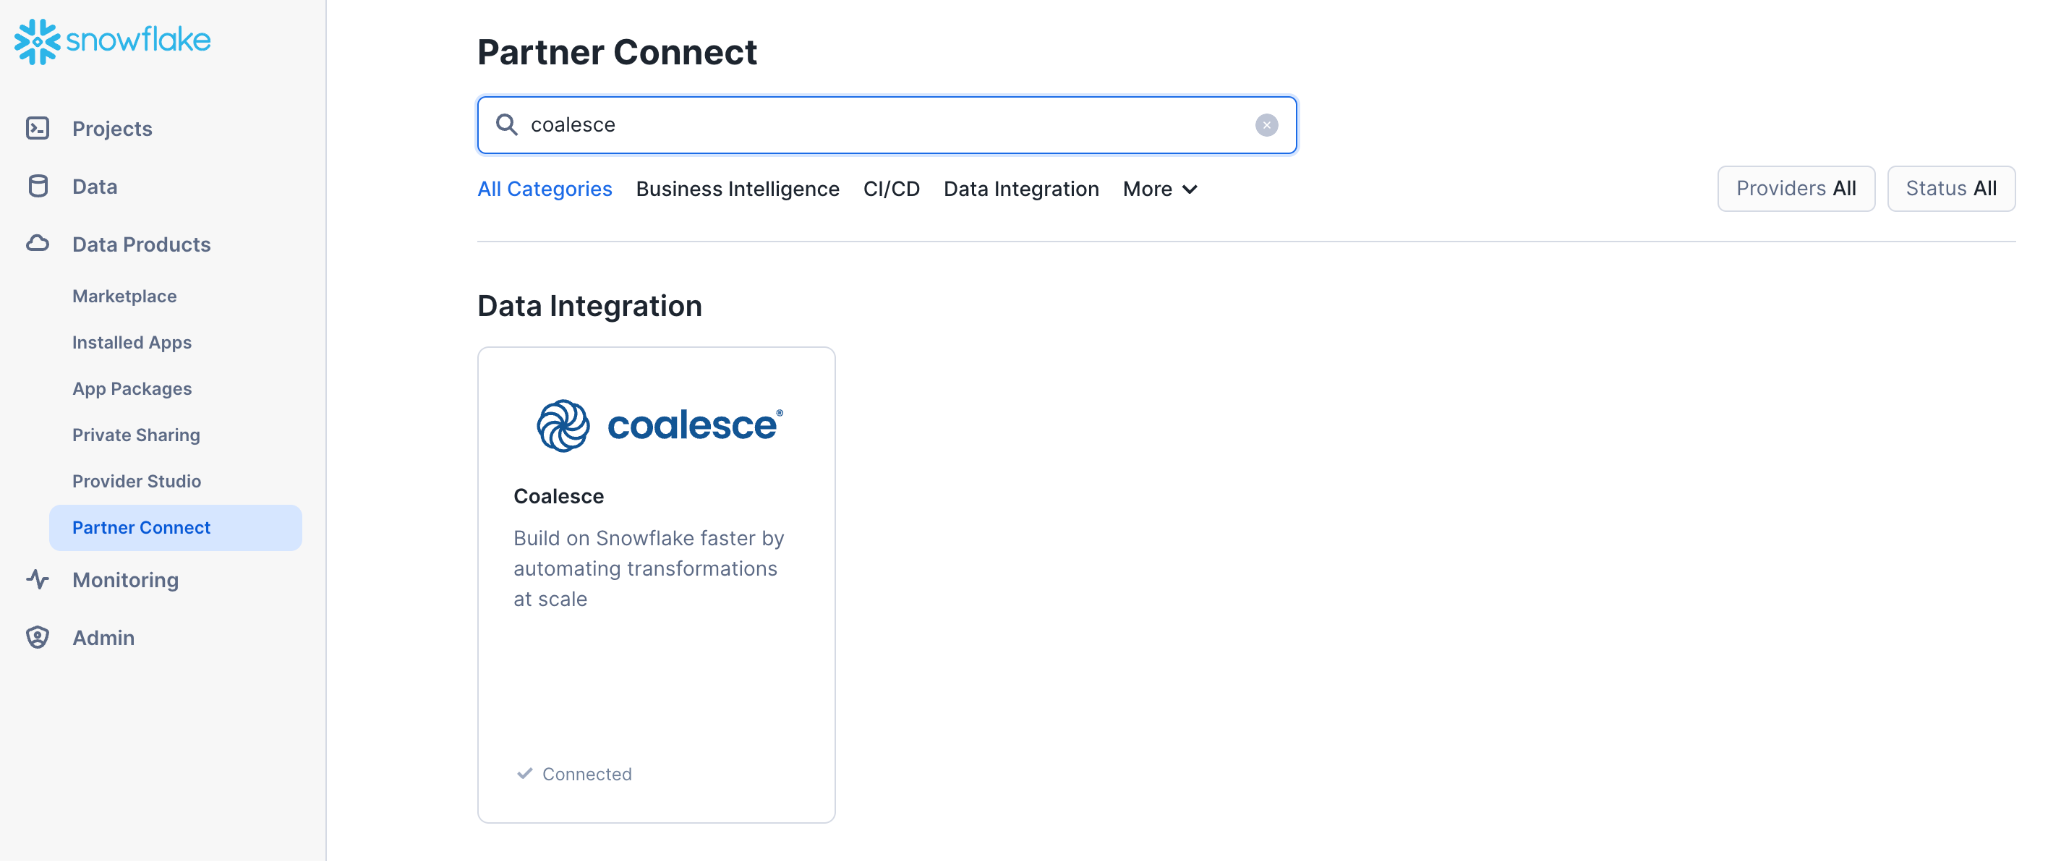 snowflake
Projects
Data
Data Products
Marketplace
Installed Apps
App Packages
Private Sharing
Provider Studio
Partner Connect
Monitoring
Admin
Partner Connect
coalesce
All Categories Business Intelligence CI/CD Data Integration More
Providers All Status All
Data Integration
coalesce®
Coalesce
Build on Snowflake faster by
automating transformations
at scale
Connected